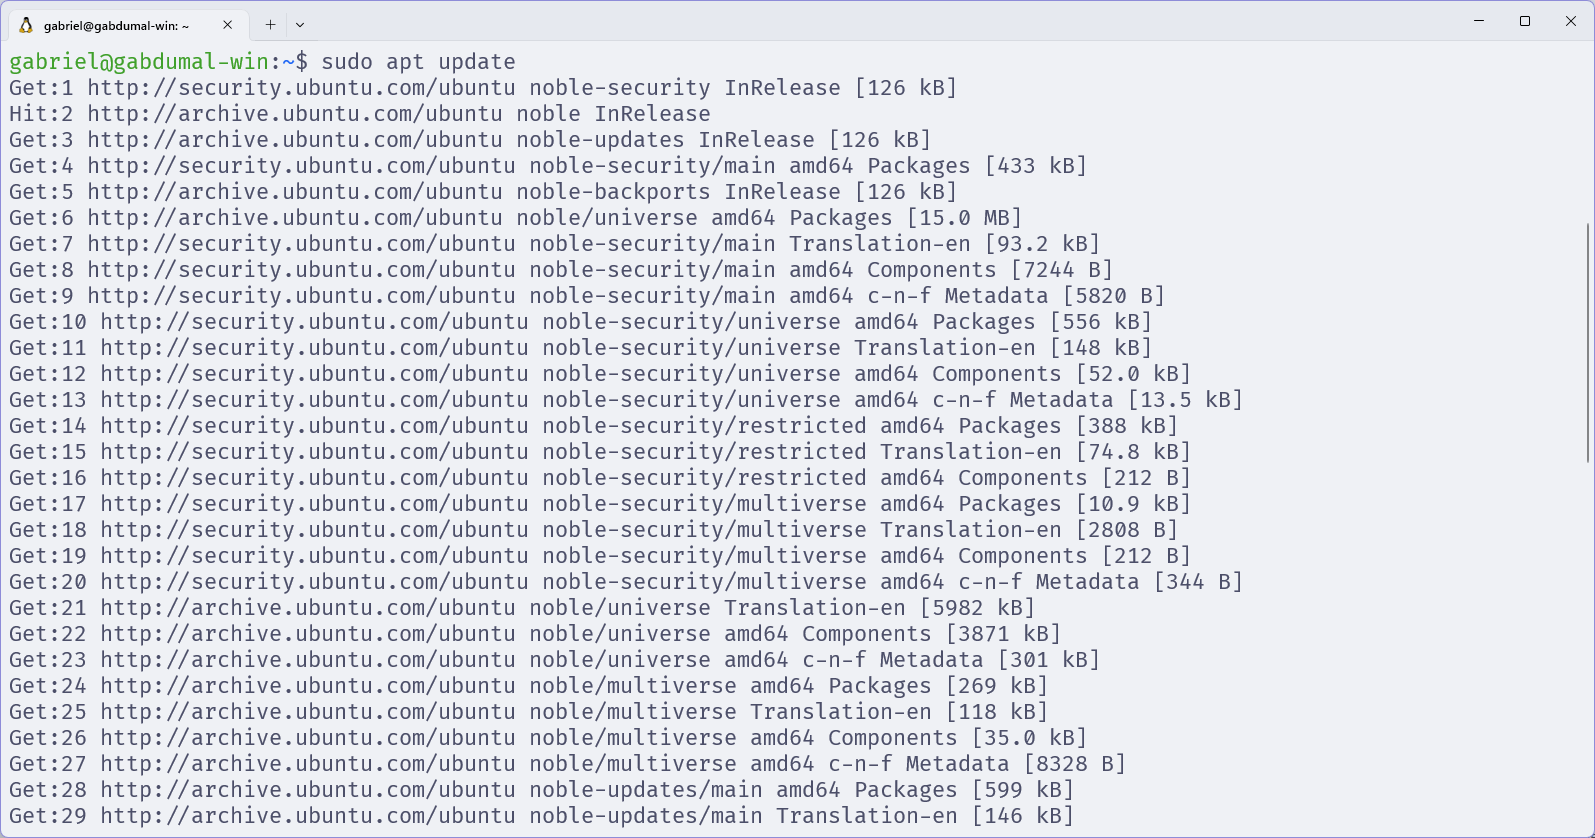 gabriel@gabdumal-win: ~
gabriel@gabdumal-win:~$ sudo apt update
Get:1 http://security.ubuntu.com/ubuntu noble-security InRelease [126 kB]
Hit:2 http://archive.ubuntu.com/ubuntu noble InRelease
Get:3 http://archive.ubuntu.com/ubuntu noble-updates InRelease [126 kB]
Get:4 http://security.ubuntu.com/ubuntu noble-security/main amd64 Packages [433 kB]
Get:5 http://archive.ubuntu.com/ubuntu noble-backports InRelease [126 kB]
Get:6 http://archive.ubuntu.com/ubuntu noble/universe amd64 Packages [15.0 MB]
Get:7 http://security.ubuntu.com/ubuntu noble-security/main Translation-en [93.2 kB]
Get:8 http://security.ubuntu.com/ubuntu noble-security/main amd64 Components [7244 B]
Get:9 http://security.ubuntu.com/ubuntu noble-security/main amd64 c-n-f Metadata [5820 B]
Get:10 http://security.ubuntu.com/ubuntu noble-security/universe amd64 Packages [556 kB]
Get:11 http://security.ubuntu.com/ubuntu noble-security/universe Translation-en [148 kB]
Get:12 http://security.ubuntu.com/ubuntu noble-security/universe amd64 Components [52.0 kB]
Get:13 http://security.ubuntu.com/ubuntu noble-security/universe amd64 c-n-f Metadata [13.5 kB]
Get:14 http://security.ubuntu.com/ubuntu noble-security/restricted amd64 Packages [388 kB]
Get:15 http://security.ubuntu.com/ubuntu noble-security/restricted Translation-en [74.8 kB]
Get:16 http://security.ubuntu.com/ubuntu noble-security/restricted amd64 Components [212 B]
Get:17 http://security.ubuntu.com/ubuntu noble-security/multiverse amd64 Packages [10.9 kB]
Get:18 http://security.ubuntu.com/ubuntu noble-security/multiverse Translation-en [2808 B]
Get:19 http://security.ubuntu.com/ubuntu noble-security/multiverse amd64 Components [212 B]
Get:20 http://security.ubuntu.com/ubuntu noble-security/multiverse amd64 c-n-f Metadata [344 B]
Get:21 http://archive.ubuntu.com/ubuntu noble/universe Translation-en [5982 kB]
Get:22 http://archive.ubuntu.com/ubuntu noble/universe amd64 Components [3871 kB]
Get:23 http://archive.ubuntu.com/ubuntu noble/universe amd64 c-n-f Metadata [301 kB]
Get:24 http://archive.ubuntu.com/ubuntu noble/multiverse amd64 Packages [269 kB]
Get:25 http://archive.ubuntu.com/ubuntu noble/multiverse Translation-en [118 kB]
Get:26 http://archive.ubuntu.com/ubuntu noble/multiverse amd64 Components [35.0 kB]
Get:27 http://archive.ubuntu.com/ubuntu noble/multiverse amd64 c-n-f Metadata [8328 B]
Get:28 http://archive.ubuntu.com/ubuntu noble-updates/main amd64 Packages [599 kB]
Get:29 http://archive.ubuntu.com/ubuntu noble-updates/main Translation-en [146 kB]